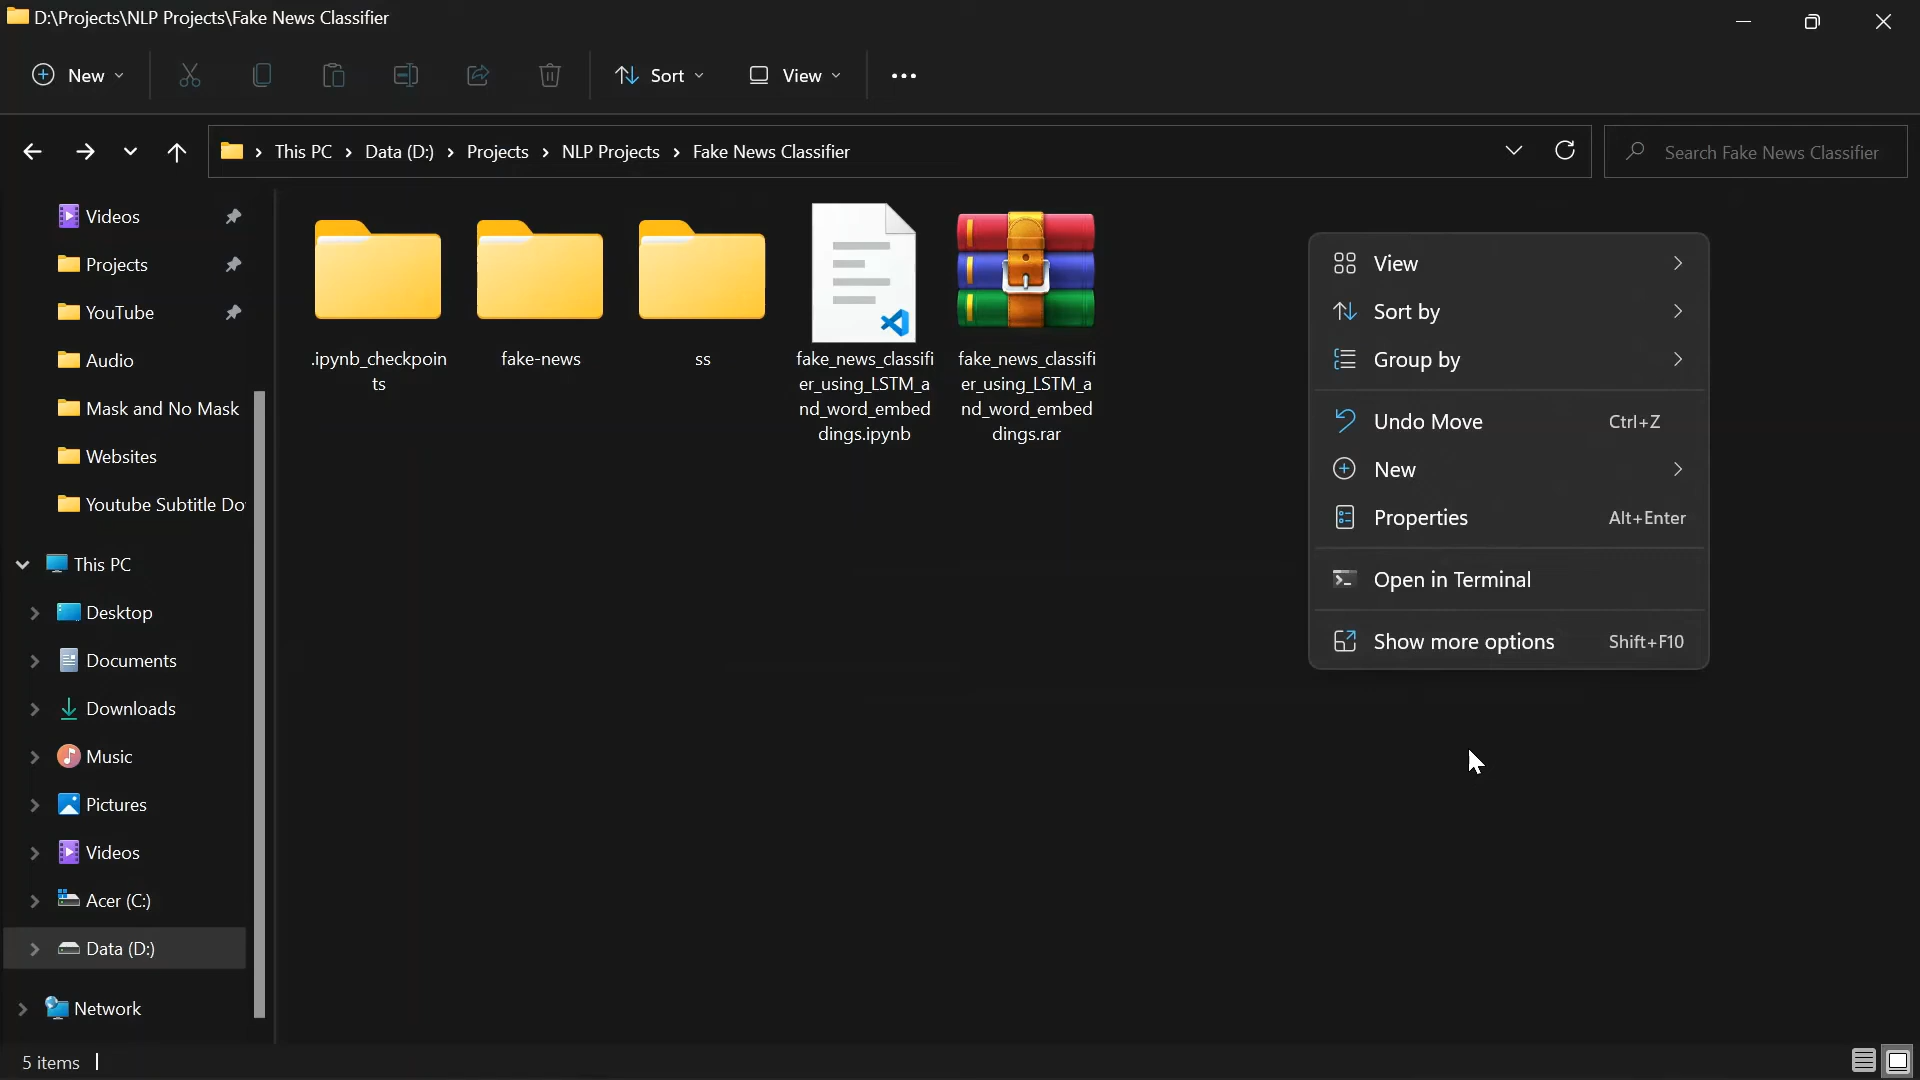 D:\Projects\NLP Projects\Fake News Classifier
New
Sort
View
This PC
Data (D:)
Projects
NLP Projects
Fake News Classifier
Search Fake News Classifier
Videos
Projects
YouTube
Audio
Mask and No Mask
Websites
Youtube Subtitle Do
This PC
Desktop
Documents
Downloads
Music
Pictures
Videos
Acer (C:)
Data (D:)
Network
.ipynb_checkpoin
ts
fake-news
ss
fake_news_classifi
er_using_LSTM_a
nd_word_embed
dings.ipynb
fake_news_classifi
er_using_LSTM_a
nd_word_embed
dings.rar
View
Sort by
Group by
Undo Move Ctrl+Z
New
Properties Alt+Enter
Open in Terminal
Show more options Shift+F10
5 items